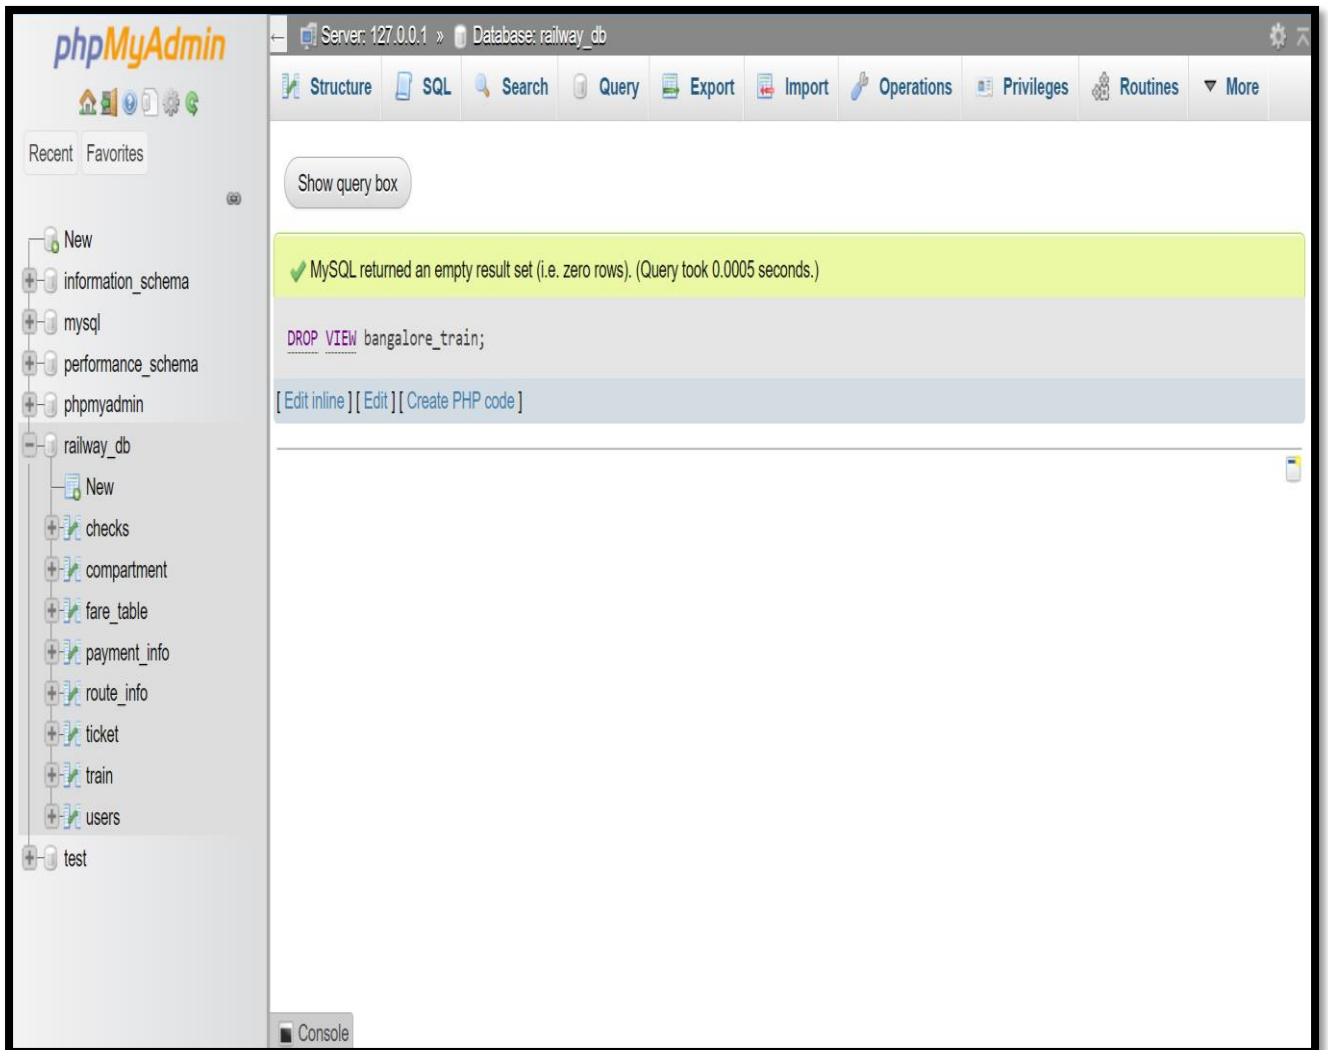 phpMyAdmin
Recent Favorites
New
information_schema
mysql
performance_schema
phpmyadmin
railway_db
New
checks
compartment
fare_table
payment_info
route_info
ticket
train
users
test
← Server: 127.0.0.1 » Database: railway_db
Structure SQL Search Query Export Import Operations Privileges Routines ▼ More
Show query box
MySQL returned an empty result set (i.e. zero rows). (Query took 0.0005 seconds.)
DROP VIEW bangalore_train;
[ Edit inline ] [ Edit ] [ Create PHP code ]
Console